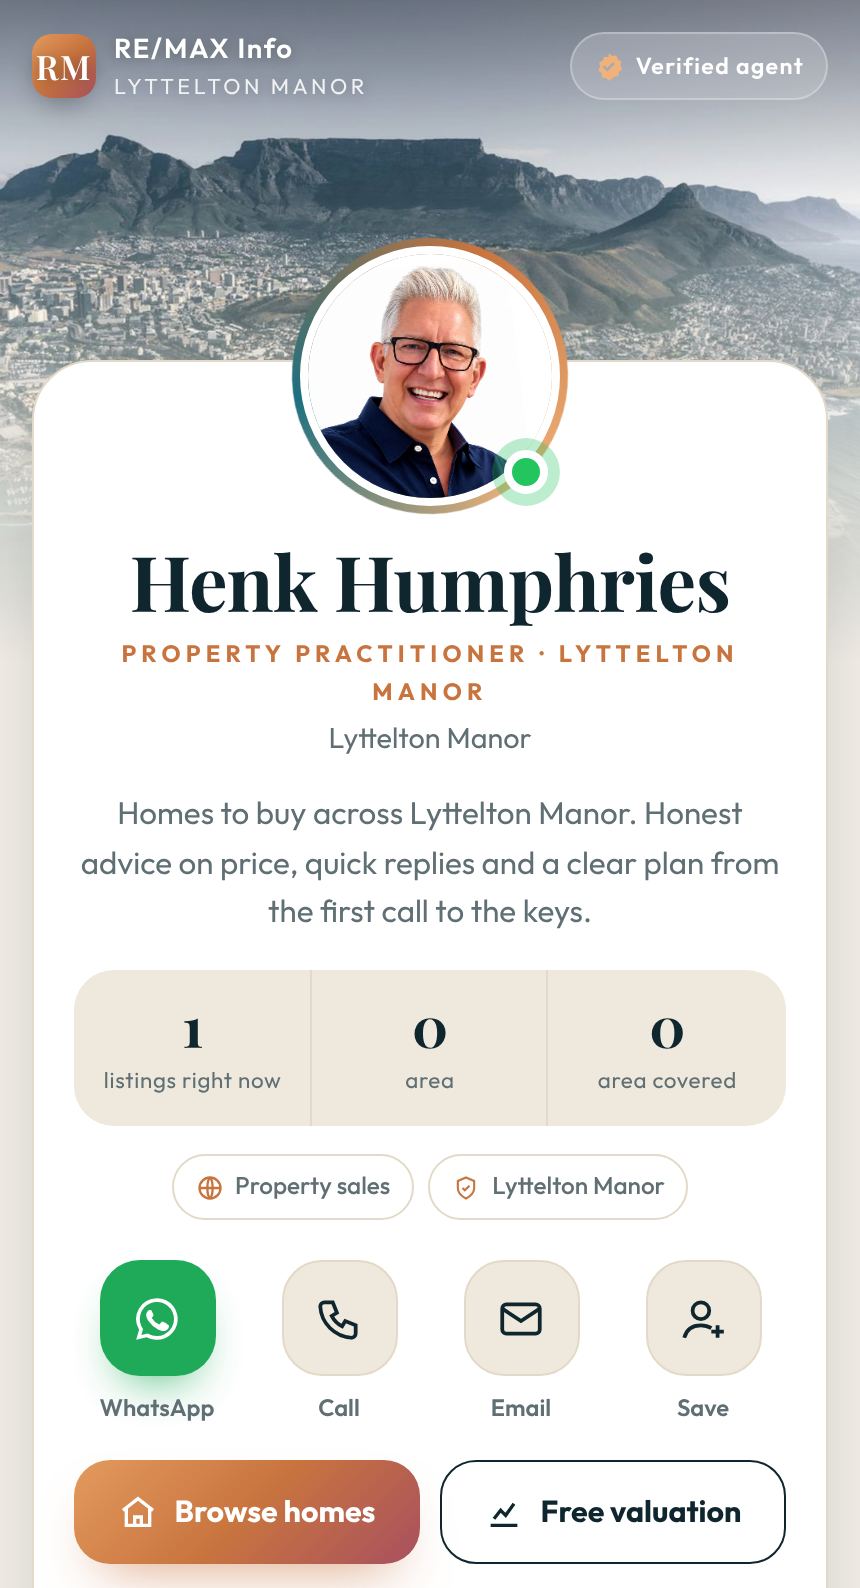 RM
RE/MAX Info
LYTTELTON MANOR
Verified agent
Henk Humphries
PROPERTY PRACTITIONER · LYTTELTON
MANOR
Lyttelton Manor
Homes to buy across Lyttelton Manor. Honest
advice on price, quick replies and a clear plan from
the first call to the keys.
1
listings right now
0
area
0
area covered
Property sales
Lyttelton Manor
WhatsApp
Call
Email
Save
Browse homes
Free valuation